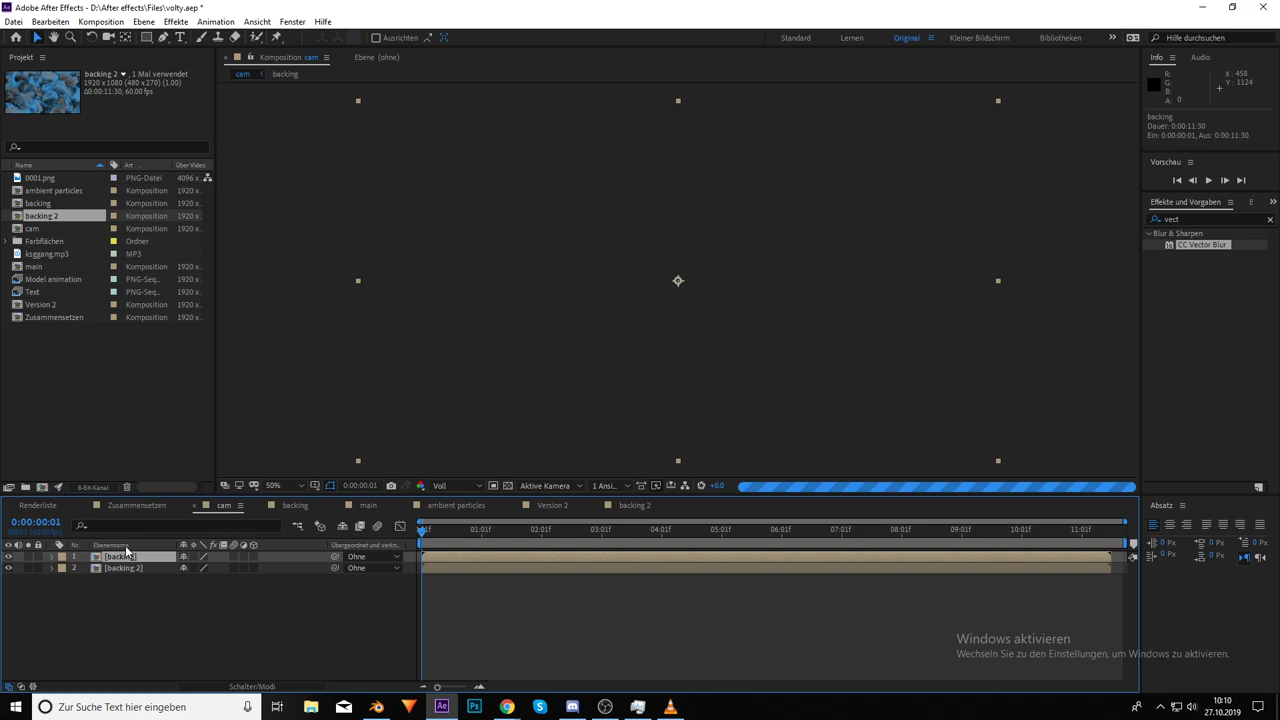 Adobe After Effects - D:\After effects\Files\volty.aep *
Datei Bearbeiten Komposition Ebene Effekte Animation Ansicht Fenster Hilfe
Ausrichten
Standard Lernen Original Kleiner Bildschirm Bibliotheken Hilfe durchsuchen
Projekt
backing 2 , 1 Mal verwendet
1920 x 1080 (480 x 270) (1.00)
Δ0:00:11:30, 60.00 fps
Komposition cam
Ebene (ohne)
cam backing
Info Audio
R:
G:
B:
A: 0
X: 458
Y: 1124
backing
Dauer: 0:00:11:30
Ein: 0:00:00:01, Aus: 0:00:11:30
Vorschau
Effekte und Vorgaben E
vect
Blur & Sharpen
CC Vector Blur
Name Art Über Video
0001.png PNG-Datei 4096 x
ambient particles Komposition 1920 x
backing Komposition 1920 x
backing 2 Komposition 1920 x
cam Komposition 1920 x
Farbflächen Ordner
ksggang.mp3 MP3
main Komposition 1920 x
Model animation PNG-Seq.. 1920 x
Text PNG-Seq.. 1920 x
Version 2 Komposition 1920 x
Zusammensetzen Komposition 1920 x
8-Bit-Kanal
50% 0:00:00:01 Voll Aktive Kamera 1 Ansi... +0.0
Renderliste Zusammensetzen cam backing main ambient particles Version 2 backing 2
0:00:00:01
00001 (60.00 fps)
01:01f 02:01f 03:01f 04:01f 05:01f 06:01f 07:01f 08:01f 09:01f 10:01f 11:01f
Nr. Ebenenname Übergeordnet und verkn...
1 [backing] Ohne
2 [backing 2] Ohne
Schalter/Modi
Absatz
0 Px 0 Px 0 Px
0 Px 0 Px
Windows aktivieren
Wechseln Sie zu den Einstellungen, um Windows zu aktivieren.
Zur Suche Text hier eingeben
10:10
27.10.2019